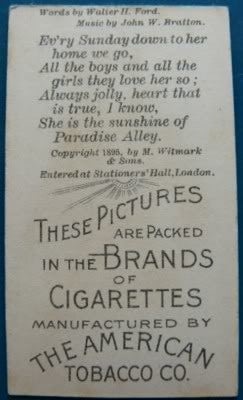 Words by Walter H. Ford.
Music by John W. Bratton.
Ev'ry Sunday down to her
home we go,
All the boys and all the
girls they love her so;
Always jolly, heart that
is true, I know,
She is the sunshine of
Paradise Alley.
Copyright 1895, by M. Witmark
& Sons.
Entered at Stationers' Hall, London.
THESE PICTURES
ARE PACKED
IN THE BRANDS
OF
CIGARETTES
MANUFACTURED BY
THE AMERICAN
TOBACCO CO.